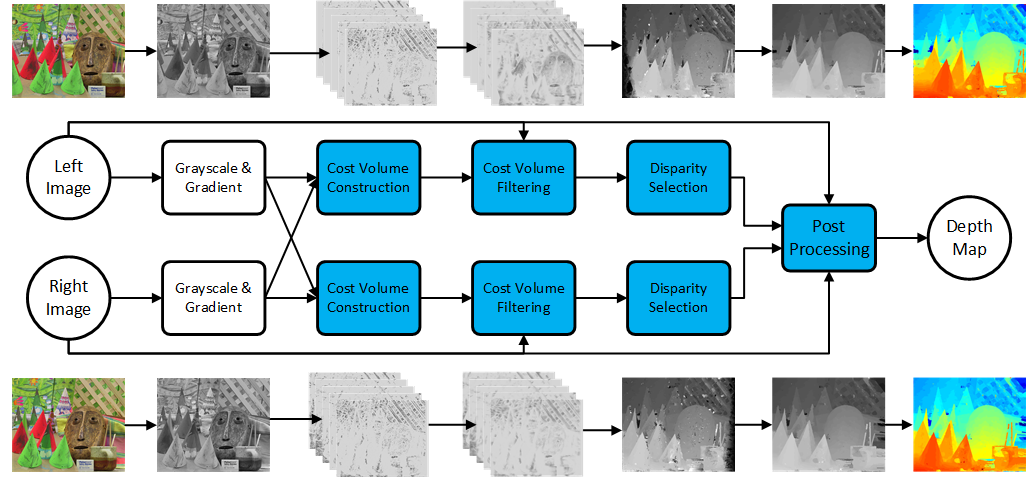 Left
Image
Grayscale &
Gradient
Cost Volume
Construction
Cost Volume
Filtering
Disparity
Selection
Post
Processing
Depth
Map
Right
Image
Grayscale &
Gradient
Cost Volume
Construction
Cost Volume
Filtering
Disparity
Selection